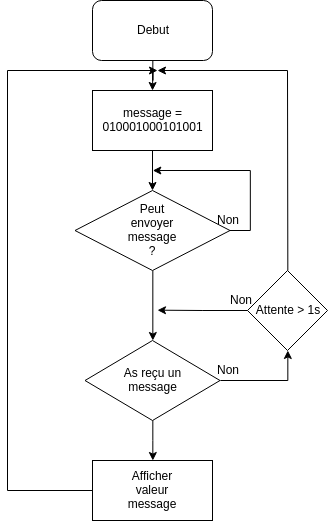 Debut
message =
010001000101001
Peut
envoyer
message
?
Non
Non
Attente > 1s
As reçu un
message
Non
Afficher
valeur
message